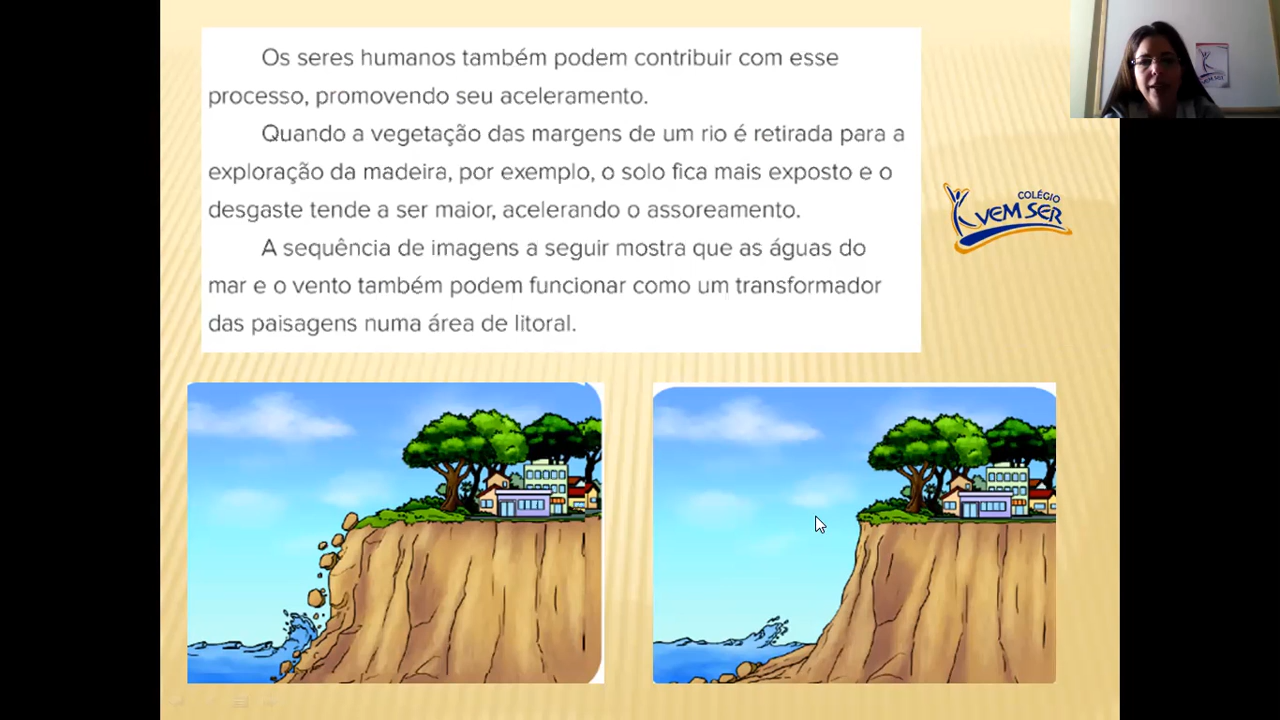 Os seres humanos também podem contribuir com esse
processo, promovendo seu aceleramento.
Quando a vegetação das margens de um rio é retirada para a
exploração da madeira, por exemplo, o solo fica mais exposto e o
desgaste tende a ser maior, acelerando o assoreamento.
A sequência de imagens a seguir mostra que as águas do
mar e o vento também podem funcionar como um transformador
das paisagens numa área de litoral.
COLÉGIO
VEM SER